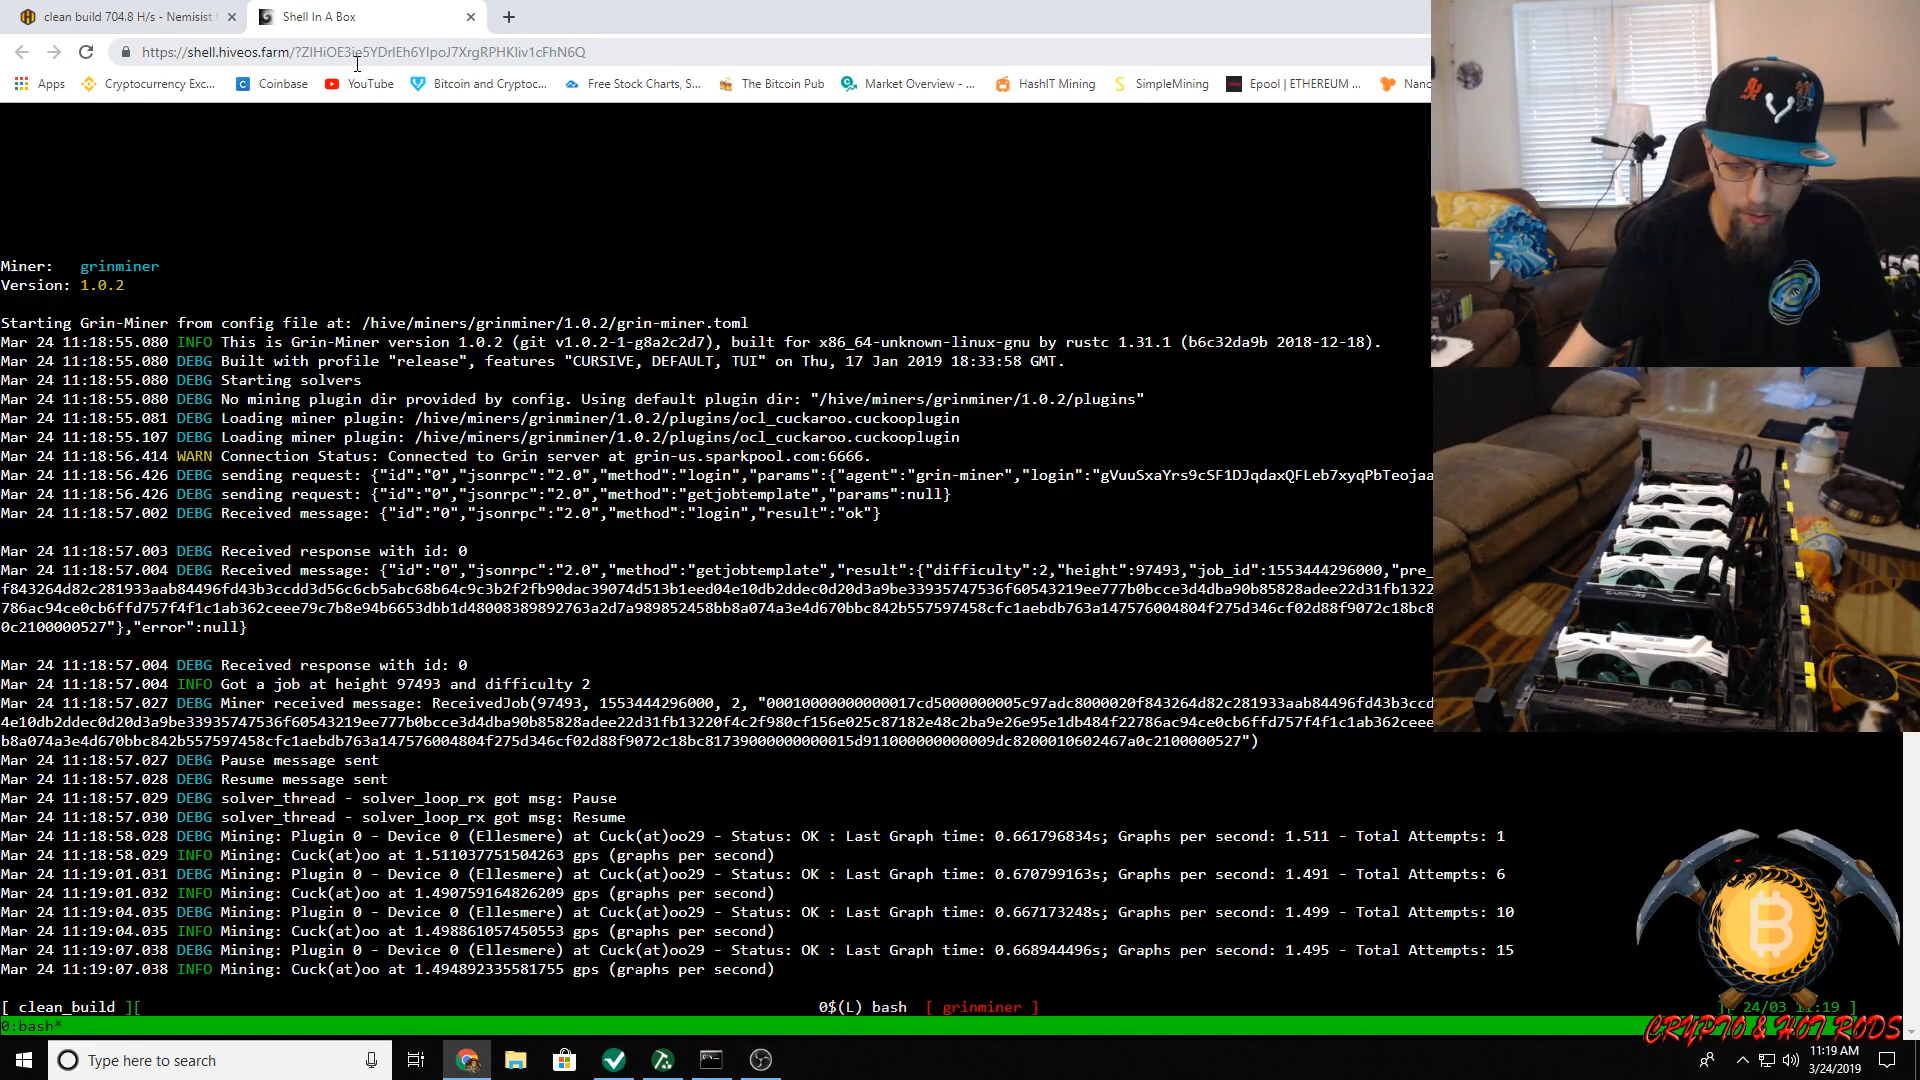 clean build 704.8 H/s - Nemisist
Shell In A Box
https://shell.hiveos.farm/?ZIHiOE3ie5YDrIEh6YIpoJ7XrgRPHKIiv1cFhN6Q
Apps Cryptocurrency Exc... Coinbase YouTube Bitcoin and Cryptoc... Free Stock Charts, S... The Bitcoin Pub Market Overview - ... HashIT Mining SimpleMining Epool | ETHEREUM ... Nanc
Miner: grinminer
Version: 1.0.2
Starting Grin-Miner from config file at: /hive/miners/grinminer/1.0.2/grin-miner.toml
Mar 24 11:18:55.080 INFO This is Grin-Miner version 1.0.2 (git v1.0.2-1-g8a2c2d7), built for x86_64-unknown-linux-gnu by rustc 1.31.1 (b6c32da9b 2018-12-18).
Mar 24 11:18:55.080 DEBG Built with profile "release", features "CURSIVE, DEFAULT, TUI" on Thu, 17 Jan 2019 18:33:58 GMT.
Mar 24 11:18:55.080 DEBG Starting solvers
Mar 24 11:18:55.080 DEBG No mining plugin dir provided by config. Using default plugin dir: "/hive/miners/grinminer/1.0.2/plugins"
Mar 24 11:18:55.081 DEBG Loading miner plugin: /hive/miners/grinminer/1.0.2/plugins/ocl_cuckaroo.cuckooplugin
Mar 24 11:18:55.107 DEBG Loading miner plugin: /hive/miners/grinminer/1.0.2/plugins/ocl_cuckaroo.cuckooplugin
Mar 24 11:18:56.414 WARN Connection Status: Connected to Grin server at grin-us.sparkpool.com:6666.
Mar 24 11:18:56.426 DEBG sending request: {"id":"0","jsonrpc":"2.0","method":"login","params":{"agent":"grin-miner","login":"gVuuSxaYrs9cSF1DJqdaxQFLeb7xyqPbTeojaa
Mar 24 11:18:56.426 DEBG sending request: {"id":"0","jsonrpc":"2.0","method":"getjobtemplate","params":null}
Mar 24 11:18:57.002 DEBG Received message: {"id":"0","jsonrpc":"2.0","method":"login","result":"ok"}
Mar 24 11:18:57.003 DEBG Received response with id: 0
Mar 24 11:18:57.004 DEBG Received message: {"id":"0","jsonrpc":"2.0","method":"getjobtemplate","result":{"difficulty":2,"height":97493,"job_id":1553444296000,"pre_
f843264d82c281933aab84496fd43b3ccdd3d56c6cb5abc68b64c9c3b2f2fb90dac39074d513b1eed04e10db2ddec0d20d3a9be33935747536f60543219ee777b0bcce3d4dba90b85828adee22d31fb1322
786ac94ce0cb6ffd757f4f1c1ab362ceee79c7b8e94b6653dbb1d48008389892763a2d7a989852458bb8a074a3e4d670bbc842b557597458cfc1aebdb763a147576004804f275d346cf02d88f9072c18bc8
0c2100000527"},"error":null}
Mar 24 11:18:57.004 DEBG Received response with id: 0
Mar 24 11:18:57.004 INFO Got a job at height 97493 and difficulty 2
Mar 24 11:18:57.027 DEBG Miner received message: ReceivedJob(97493, 1553444296000, 2, "00010000000000017cd5000000005c97adc8000020f843264d82c281933aab84496fd43b3ccd
4e10db2ddec0d20d3a9be33935747536f60543219ee777b0bcce3d4dba90b85828adee22d31fb13220f4c2f980cf156e025c87182e48c2ba9e26e95e1db484f22786ac94ce0cb6ffd757f4f1c1ab362ceee
b8a074a3e4d670bbc842b557597458cfc1aebdb763a147576004804f275d346cf02d88f9072c18bc81739000000000015d911000000000009dc8200010602467a0c2100000527")
Mar 24 11:18:57.027 DEBG Pause message sent
Mar 24 11:18:57.028 DEBG Resume message sent
Mar 24 11:18:57.029 DEBG solver_thread - solver_loop_rx got msg: Pause
Mar 24 11:18:57.030 DEBG solver_thread - solver_loop_rx got msg: Resume
Mar 24 11:18:58.028 DEBG Mining: Plugin 0 - Device 0 (Ellesmere) at Cuck(at)oo29 - Status: OK : Last Graph time: 0.661796834s; Graphs per second: 1.511 - Total Attempts: 1
Mar 24 11:18:58.029 INFO Mining: Cuck(at)oo at 1.511037751504263 gps (graphs per second)
Mar 24 11:19:01.031 DEBG Mining: Plugin 0 - Device 0 (Ellesmere) at Cuck(at)oo29 - Status: OK : Last Graph time: 0.670799163s; Graphs per second: 1.491 - Total Attempts: 6
Mar 24 11:19:01.032 INFO Mining: Cuck(at)oo at 1.490759164826209 gps (graphs per second)
Mar 24 11:19:04.035 DEBG Mining: Plugin 0 - Device 0 (Ellesmere) at Cuck(at)oo29 - Status: OK : Last Graph time: 0.667173248s; Graphs per second: 1.499 - Total Attempts: 10
Mar 24 11:19:04.035 INFO Mining: Cuck(at)oo at 1.498861057450553 gps (graphs per second)
Mar 24 11:19:07.038 DEBG Mining: Plugin 0 - Device 0 (Ellesmere) at Cuck(at)oo29 - Status: OK : Last Graph time: 0.668944496s; Graphs per second: 1.495 - Total Attempts: 15
Mar 24 11:19:07.038 INFO Mining: Cuck(at)oo at 1.494892335581755 gps (graphs per second)
[ clean_build ][ 0$(L) bash [ grinminer ] ][ 24/03 11:19 ]
0:bash*
CRYPTO & HOT RODS
Type here to search
11:19 AM
3/24/2019